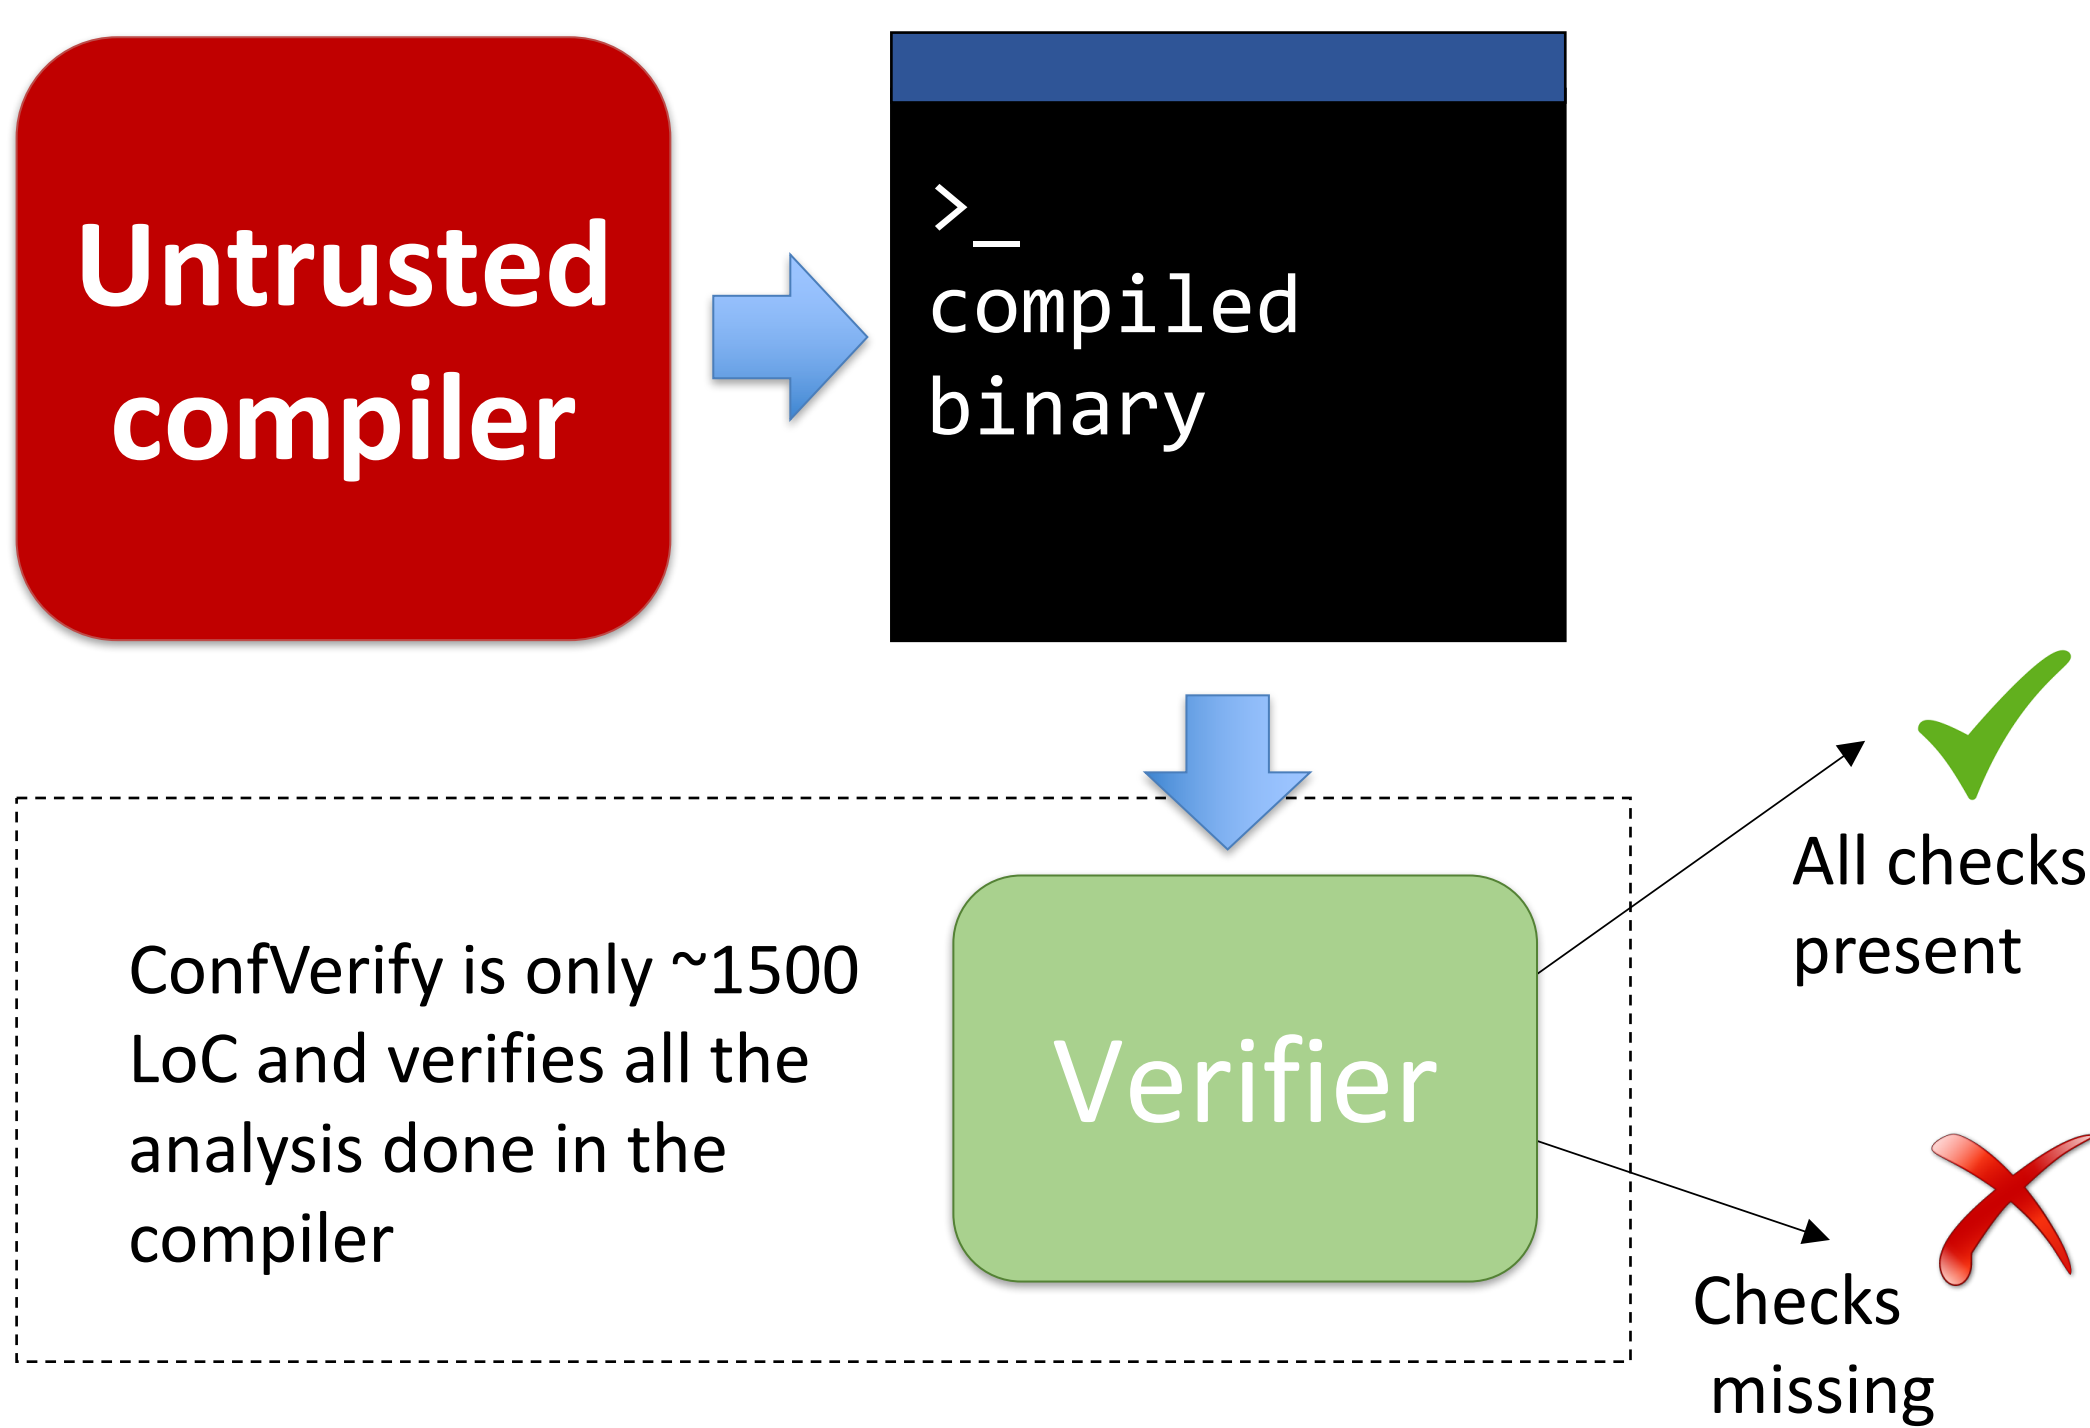 Untrusted
compiler
>_
compiled
binary
ConfVerify is only ~1500
LoC and verifies all the
analysis done in the
compiler
Verifier
All checks
present
Checks
missing